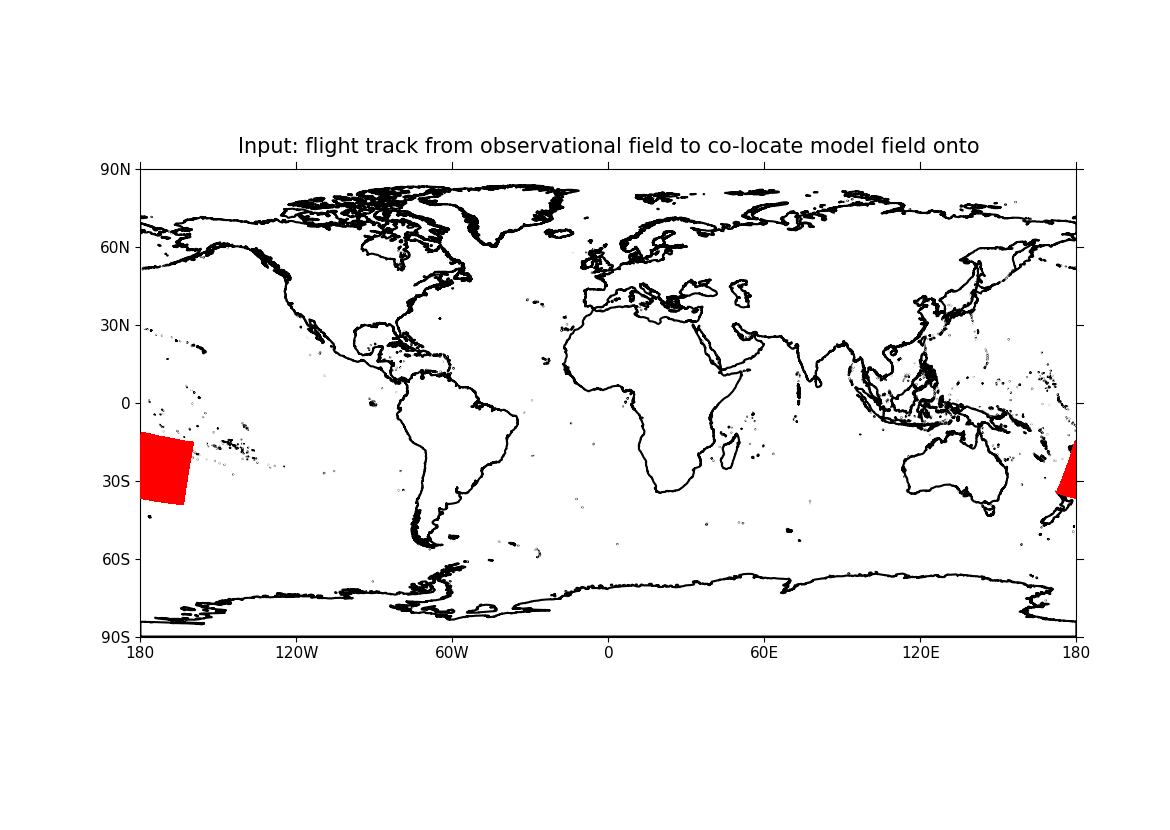 Input: flight track from observational field to co-locate model field onto
90N
60N
30N
0
30S
60S
90S
180 120W 60W 0 60E 120E 180